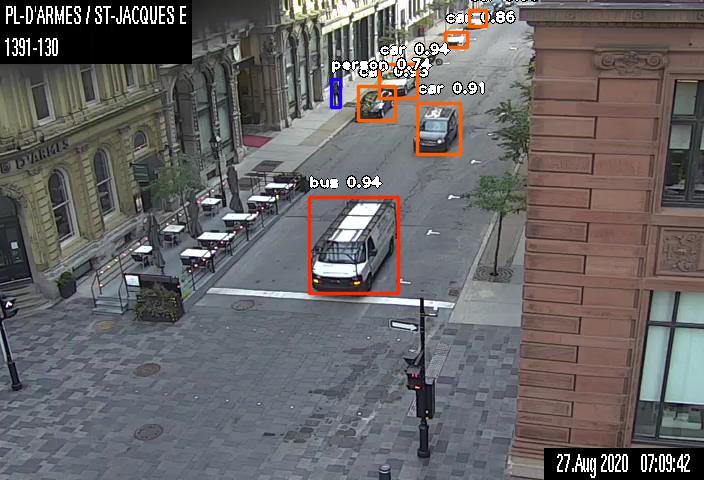 PL-D'ARMES / ST-JACQUES E
1391-130
car 0.86
car 0.94
person 0.74
car 0.91
bus 0.94
D'ARMES
27.Aug 2020 07:09:42